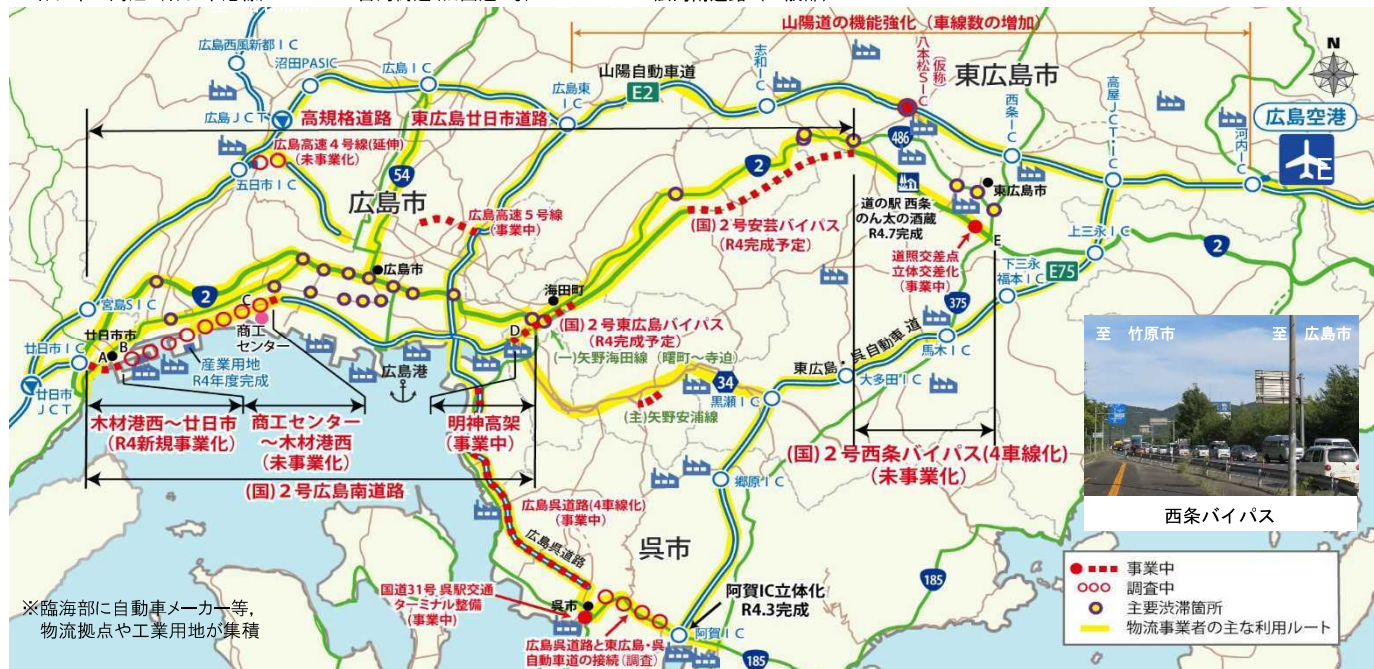 山陽道の機能強化（車線数の増加）
広島西風新都ＩＣ
沼田PASIC
広島ＩＣ
山陽自動車道
E2
広島東
ＩＣ
志和ＩＣ
八本松ＳＩＣ
（仮称）
東広島市
N
西条ＩＣ
高屋JCT・ＩＣ
河内ＩＣ
広島空港
E
広島ＪＣＴ
高規格道路　東広島廿日市道路
広島高速４号線(延伸)
(未事業化)
五日市ＩＣ
54
広島市
広島高速５号線
(事業中)
2
486
(国)２号安芸バイパス
(R4完成予定)
道の駅 西条
のん太の酒蔵
R4.7完成
東広島市
道照交差点
立体交差化
(事業中)
E
上三永ＩＣ
下三永
福本ＩＣ
E75
2
375
宮島ＳＩＣ
2
広島市
海田町
D
(国)２号東広島バイパス
(R4完成予定)
(一)矢野海田線（曙町～寺迫）
廿日市市
廿日市ＩＣ
A
B
C
商工
センター
産業用地
R4年度完成
広島港
廿日市
ＪＣＴ
34
(主)矢野安浦線
黒瀬ＩＣ
東広島・呉自動車道
大多田ＩＣ
馬木ＩＣ
木材港西～廿日市
(R4新規事業化)
商工センター
～木材港西
(未事業化)
明神高架
(事業中)
(国)２号広島南道路
(国)２号西条バイパス(4車線化)
(未事業化)
至　竹原市
至　広島市
西条バイパス
郷原ＩＣ
広島呉道路(4車線化)
(事業中)
広島呉道路
呉市
国道31号 呉駅交通
ターミナル整備
(事業中)
呉市
阿賀IC立体化
R4.3完成
阿賀ＩＣ
広島呉道路と東広島・呉
自動車道の接続(調査)
185
185
※臨海部に自動車メーカー等，
物流拠点や工業用地が集積
事業中
調査中
主要渋滞箇所
物流事業者の主な利用ルート